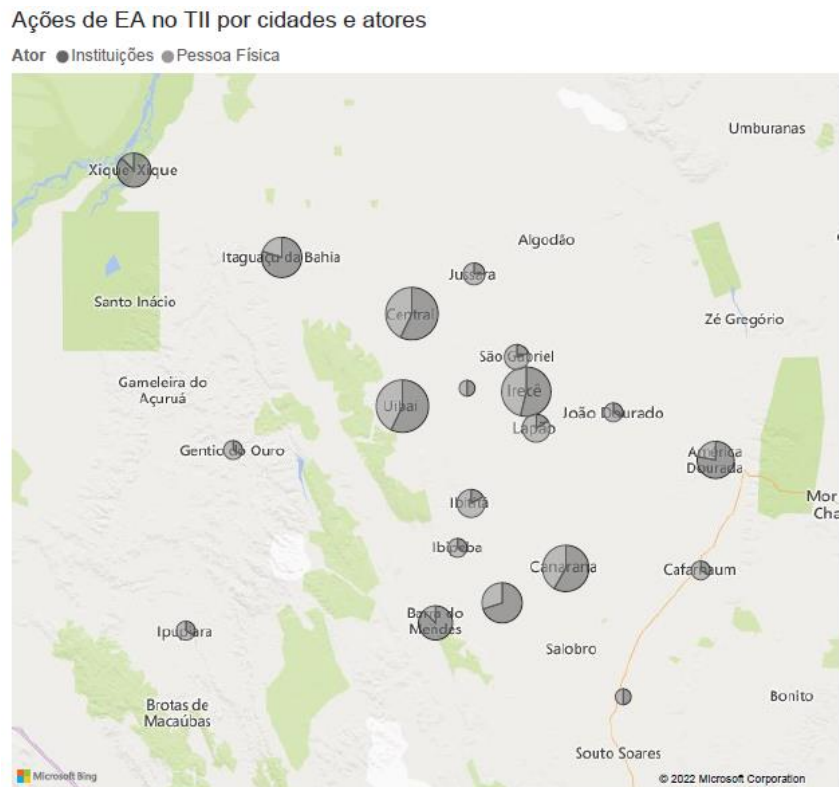 Ações de EA no TII por cidades e atores
Ator Instituições Pessoa Física
Umburanas
Xique-Xique
Algodão
Itaguaçu da Bahia
Jussara
Santo Inácio
Central
Zé Gregório
São Gabriel
Gameleira do
Açuruá
Irecê
Uibaí
João Dourado
Lapão
Gentio do Ouro
América
Dourada
Mor
Cha
Ibititá
Ibipeba
Canarana
Cafarnaum
Barra do
Mendes
Ipupiara
Salobro
Brotas de
Macaúbas
Bonito
Souto Soares
Microsoft Bing
© 2022 Microsoft Corporation